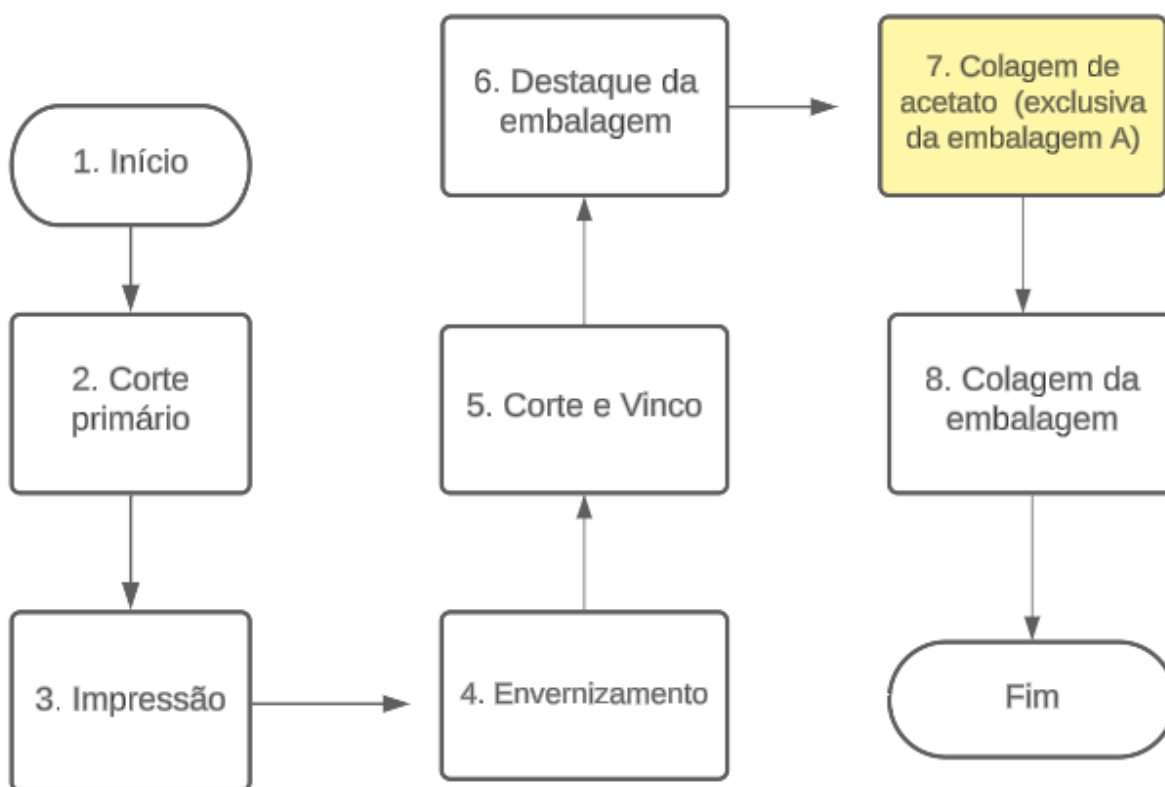 1. Início
2. Corte
primário
3. Impressão
4. Envernizamento
5. Corte e Vinco
6. Destaque da
embalagem
7. Colagem de
acetato (exclusiva
da embalagem A)
8. Colagem da
embalagem
Fim